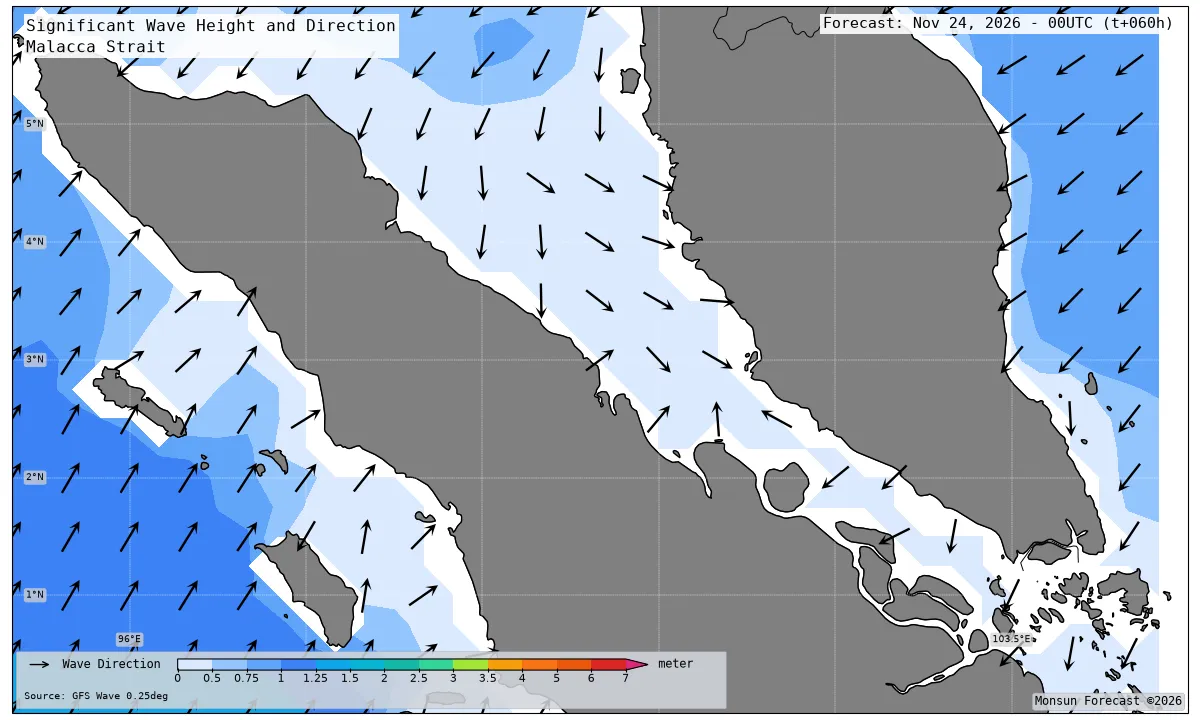 Significant Wave Height and Direction
Malacca Strait
Forecast: Nov 24, 2026 - 00UTC (t+060h)
5°N
4°N
3°N
2°N
1°N
96°E
103.5°E
Wave Direction
0 0.5 0.75 1 1.25 1.5 2 2.5 3 3.5 4 5 6 7
meter
Source: GFS Wave 0.25deg
Monsun Forecast ©2026